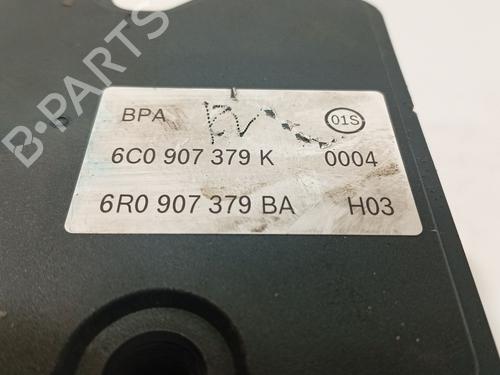 B-PARTS
BPA
01S
6C0 907 379 K 0004
6R0 907 379 BA H03